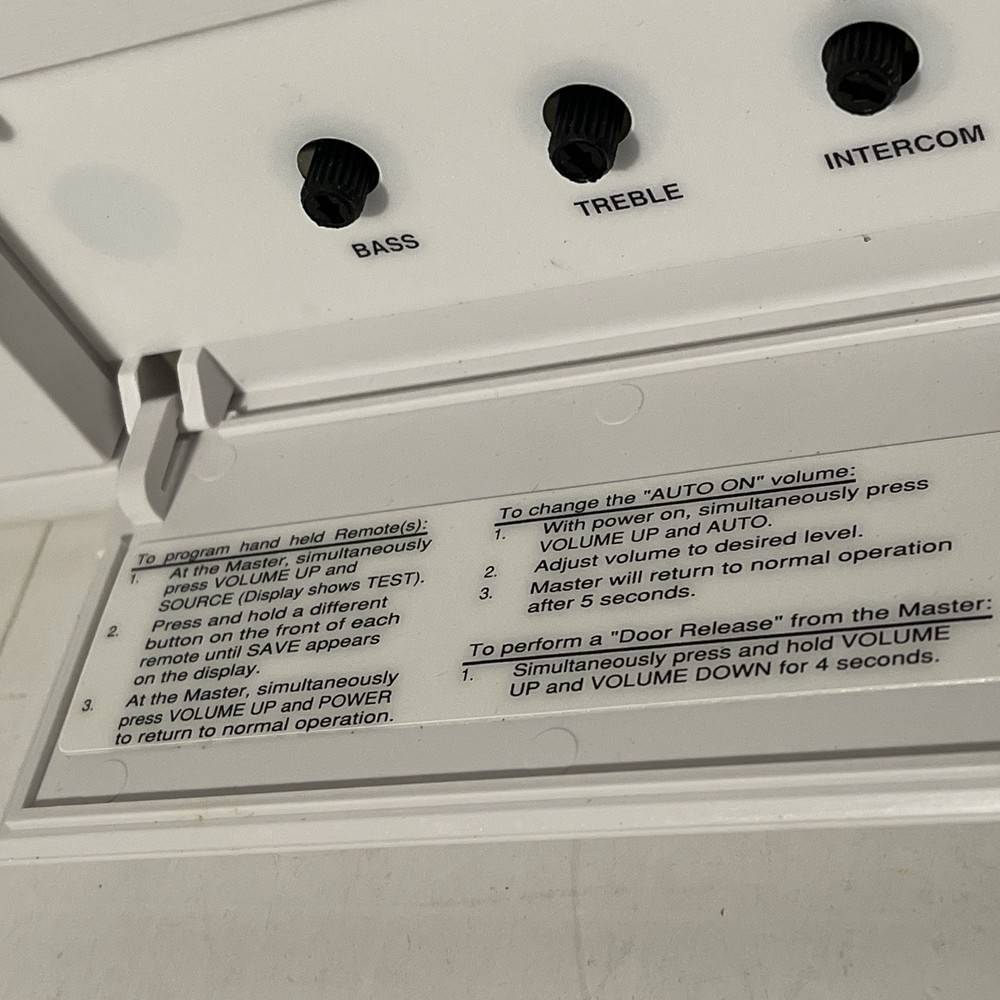 BASS
TREBLE
INTERCOM
To program hand held Remote(s):
1. At the Master, simultaneously
press VOLUME UP and
SOURCE (Display shows TEST).
2. Press and hold a different
button on the front of each
remote until SAVE appears
on the display.
3. At the Master, simultaneously
press VOLUME UP and POWER
to return to normal operation.
To change the "AUTO ON" volume:
1. With power on, simultaneously press
VOLUME UP and AUTO.
2. Adjust volume to desired level.
3. Master will return to normal operation
after 5 seconds.
To perform a "Door Release" from the Master:
1. Simultaneously press and hold VOLUME
UP and VOLUME DOWN for 4 seconds.